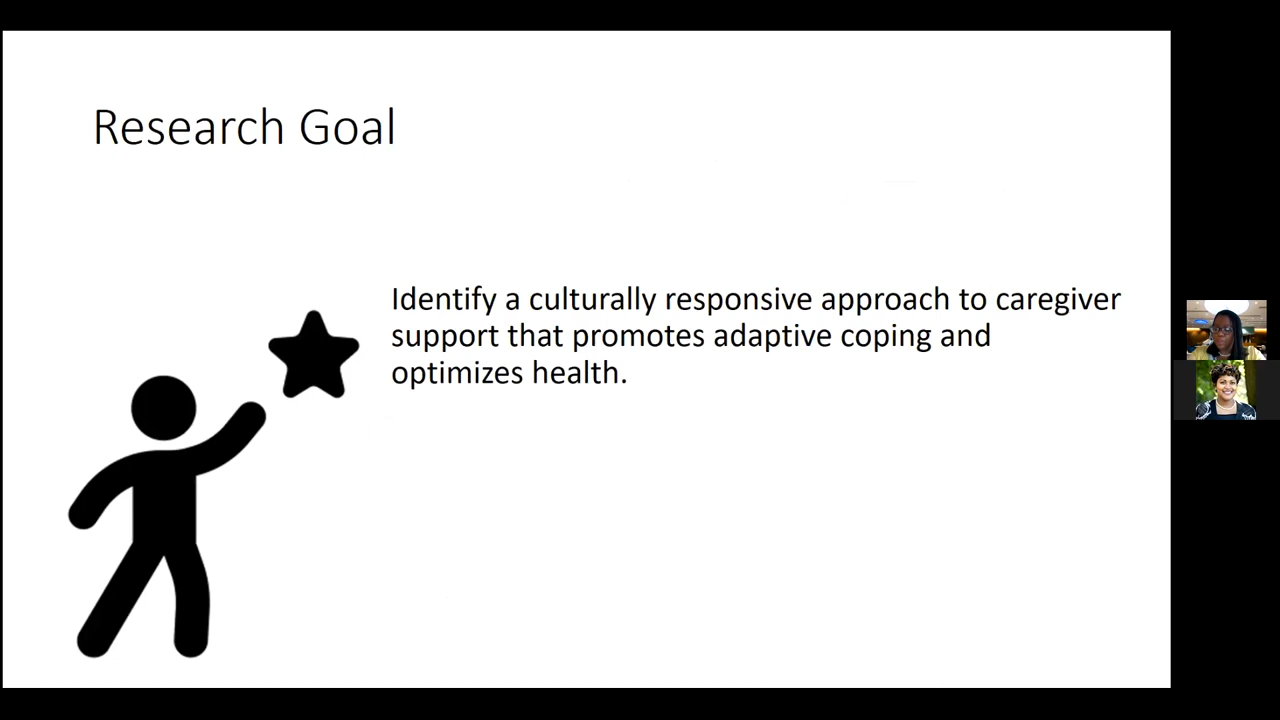 Research Goal
Identify a culturally responsive approach to caregiver
support that promotes adaptive coping and
optimizes health.